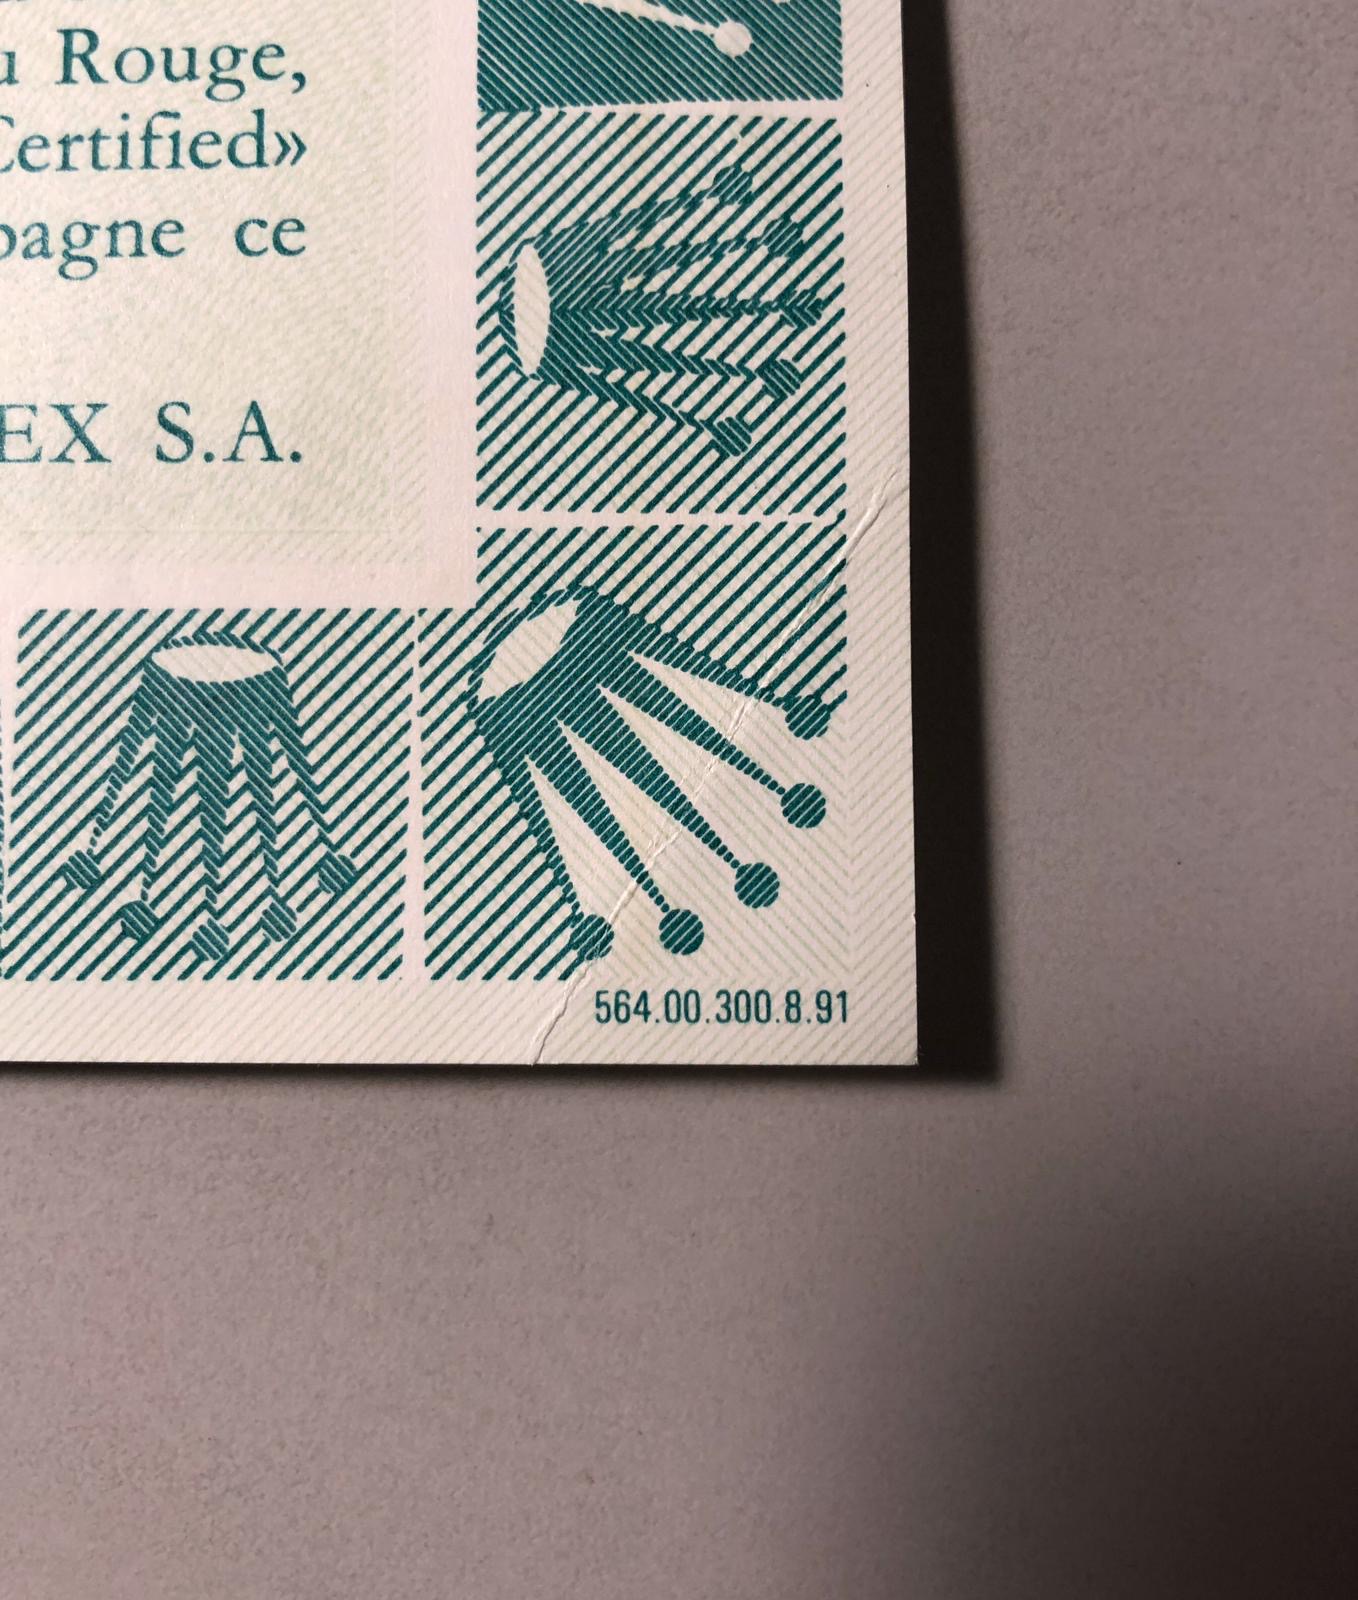 u Rouge,
Certified»
pagne ce
EX S.A.
564.00.300.8.91